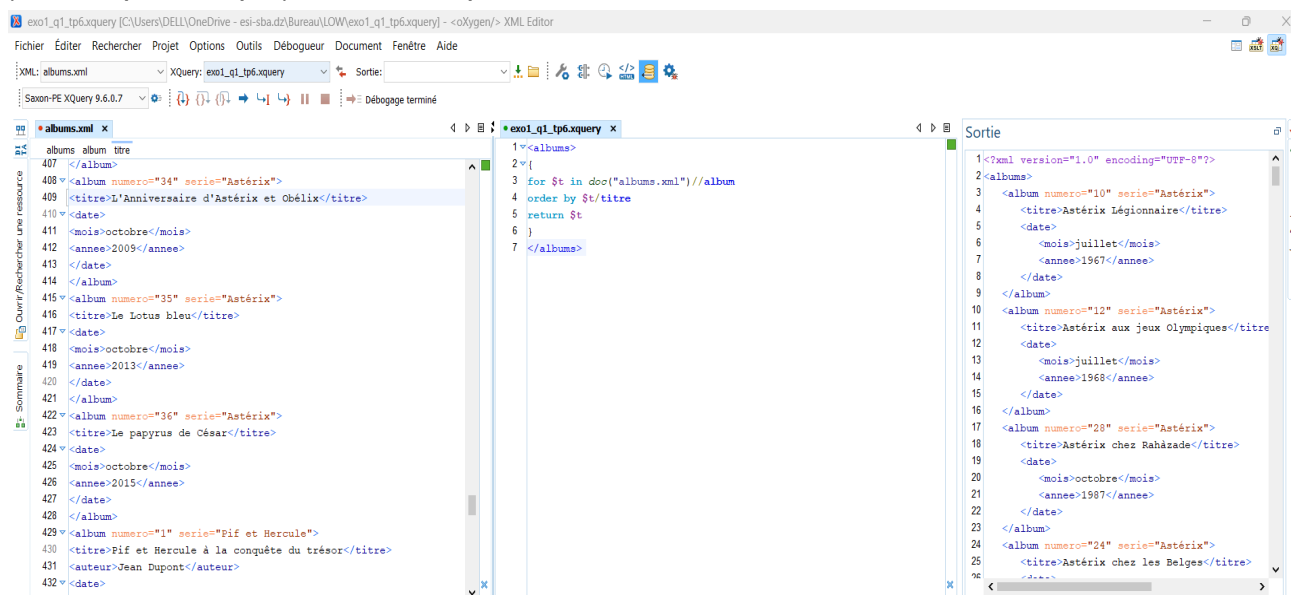 exo1_q1_tp6.xquery [C:\Users\DELL\OneDrive - esi-sba.dz\Bureau\LOW\exo1_q1_tp6.xquery] - <oXygen/> XML Editor
Fichier Éditer Rechercher Projet Options Outils Débogueur Document Fenêtre Aide
XML: albums.xml XQuery: exo1_q1_tp6.xquery Sortie:
Saxon-PE XQuery 9.6.0.7 Débogage terminé
Ouvrir/Rechercher une ressource
Sommaire
albums.xml ×
albums album titre
407 </album>
408 <album numero="34" serie="Astérix">
409 <titre>L'Anniversaire d'Astérix et Obélix</titre>
410 <date>
411 <mois>octobre</mois>
412 <annee>2009</annee>
413 </date>
414 </album>
415 <album numero="35" serie="Astérix">
416 <titre>Le Lotus bleu</titre>
417 <date>
418 <mois>octobre</mois>
419 <annee>2013</annee>
420 </date>
421 </album>
422 <album numero="36" serie="Astérix">
423 <titre>Le papyrus de César</titre>
424 <date>
425 <mois>octobre</mois>
426 <annee>2015</annee>
427 </date>
428 </album>
429 <album numero="1" serie="Pif et Hercule">
430 <titre>Pif et Hercule à la conquête du trésor</titre>
431 <auteur>Jean Dupont</auteur>
432 <date>
exo1_q1_tp6.xquery ×
1 <albums>
2 {
3 for $t in doc("albums.xml")//album
4 order by $t/titre
5 return $t
6 }
7 </albums>
Sortie
1 <?xml version="1.0" encoding="UTF-8"?>
2 <albums>
3 <album numero="10" serie="Astérix">
4 <titre>Astérix Légionnaire</titre>
5 <date>
6 <mois>juillet</mois>
7 <annee>1967</annee>
8 </date>
9 </album>
10 <album numero="12" serie="Astérix">
11 <titre>Astérix aux jeux Olympiques</titre
12 <date>
13 <mois>juillet</mois>
14 <annee>1968</annee>
15 </date>
16 </album>
17 <album numero="28" serie="Astérix">
18 <titre>Astérix chez Rahàzade</titre>
19 <date>
20 <mois>octobre</mois>
21 <annee>1987</annee>
22 </date>
23 </album>
24 <album numero="24" serie="Astérix">
25 <titre>Astérix chez les Belges</titre>